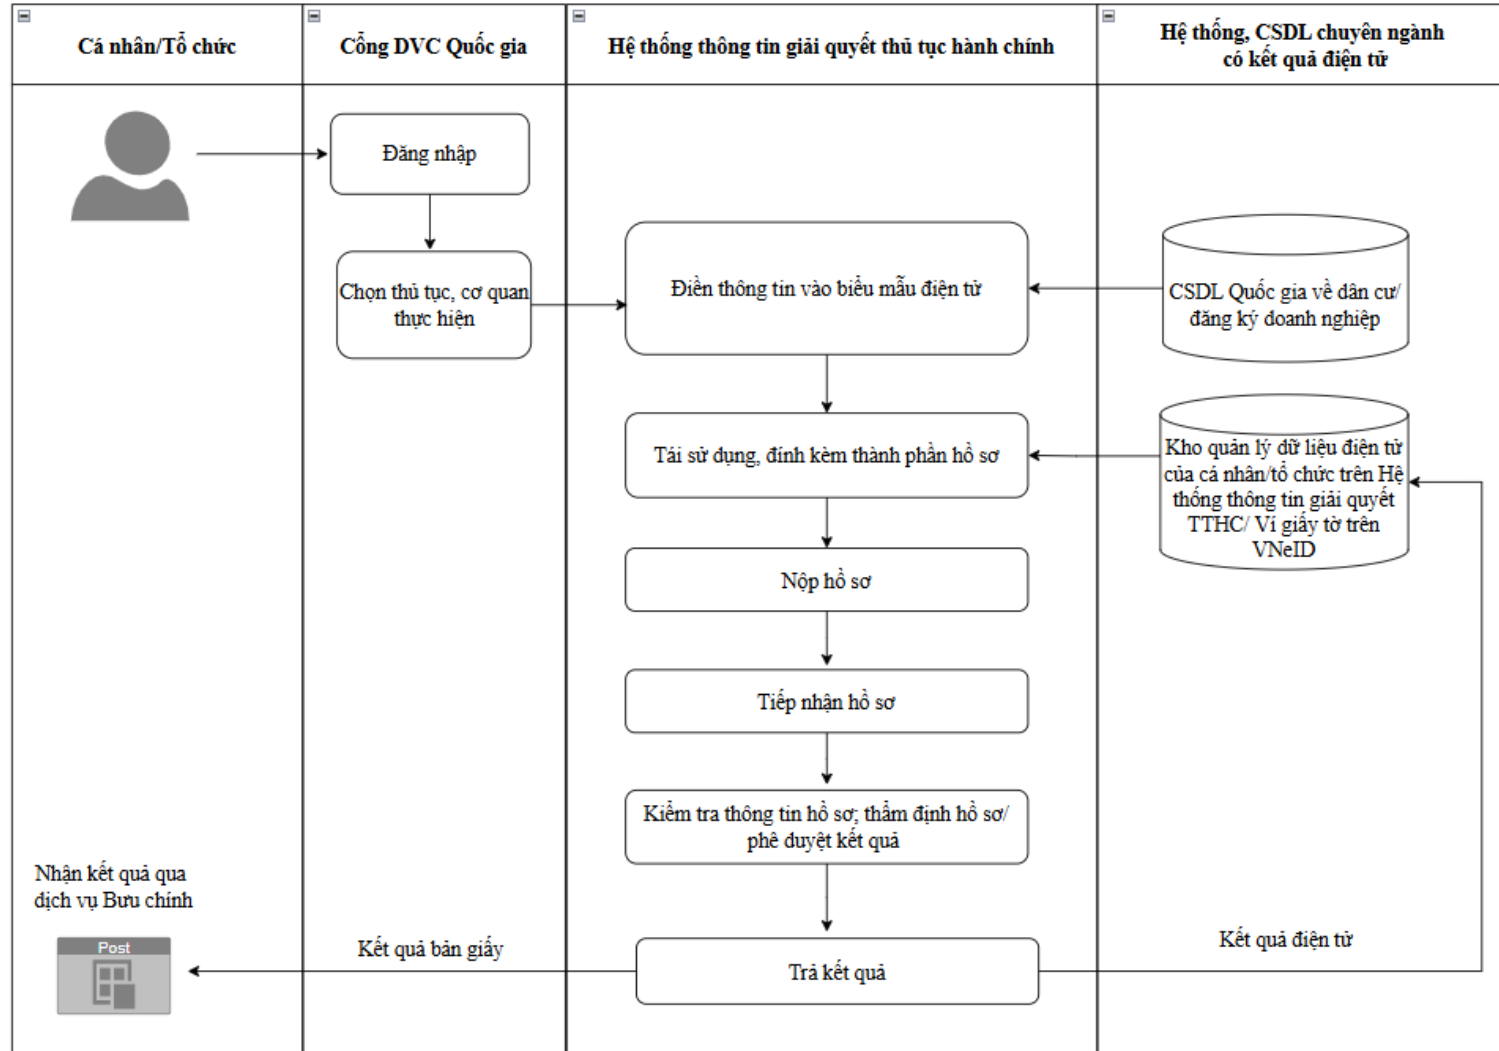 Cá nhân/Tổ chức
Cổng DVC Quốc gia
Hệ thống thông tin giải quyết thủ tục hành chính
Hệ thống, CSDL chuyên ngành
có kết quả điện tử
Đăng nhập
Chọn thủ tục, cơ quan
thực hiện
Điền thông tin vào biểu mẫu điện tử
CSDL Quốc gia về dân cư/
đăng ký doanh nghiệp
Tái sử dụng, đính kèm thành phần hồ sơ
Kho quản lý dữ liệu điện tử
của cá nhân/tổ chức trên Hệ
thống thông tin giải quyết
TTHC/ Ví giấy tờ trên
VNeID
Nộp hồ sơ
Tiếp nhận hồ sơ
Kiểm tra thông tin hồ sơ; thẩm định hồ sơ/
phê duyệt kết quả
Nhận kết quả qua
dịch vụ Bưu chính
Post
Kết quả bản giấy
Trả kết quả
Kết quả điện tử